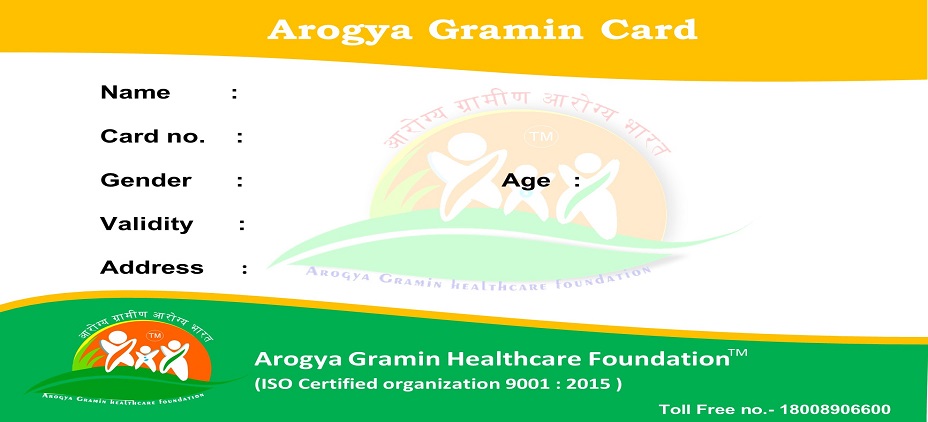 Arogya Gramin Card
Name :
आरोग्य ग्रामीण आरोग्य भारत
TM
Card no. :
Gender : Age :
Validity :
Address :
Arogya Gramin Healthcare Foundation
आरोग्य ग्रामीण आरोग्य भारत
TM
Arogya Gramin Healthcare Foundation
Arogya Gramin Healthcare Foundation™
(ISO Certified organization 9001 : 2015 )
Toll Free no.- 18008906600